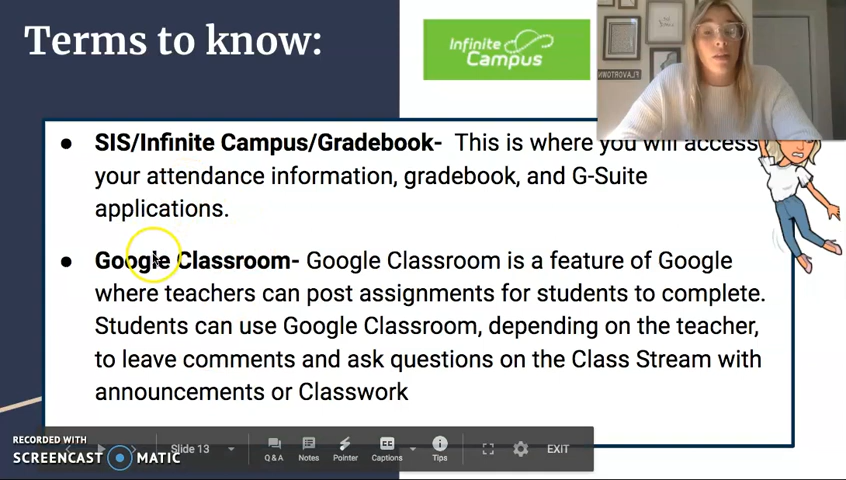 Terms to know:
Infinite
Campus
● SIS/Infinite Campus/Gradebook- This is where you will access
your attendance information, gradebook, and G-Suite
applications.
● Google Classroom- Google Classroom is a feature of Google
where teachers can post assignments for students to complete.
Students can use Google Classroom, depending on the teacher,
to leave comments and ask questions on the Class Stream with
announcements or Classwork
RECORDED WITH
SCREENCAST MATIC
Slide 13
Q & A
Notes
Pointer
CC
Captions
Tips
EXIT